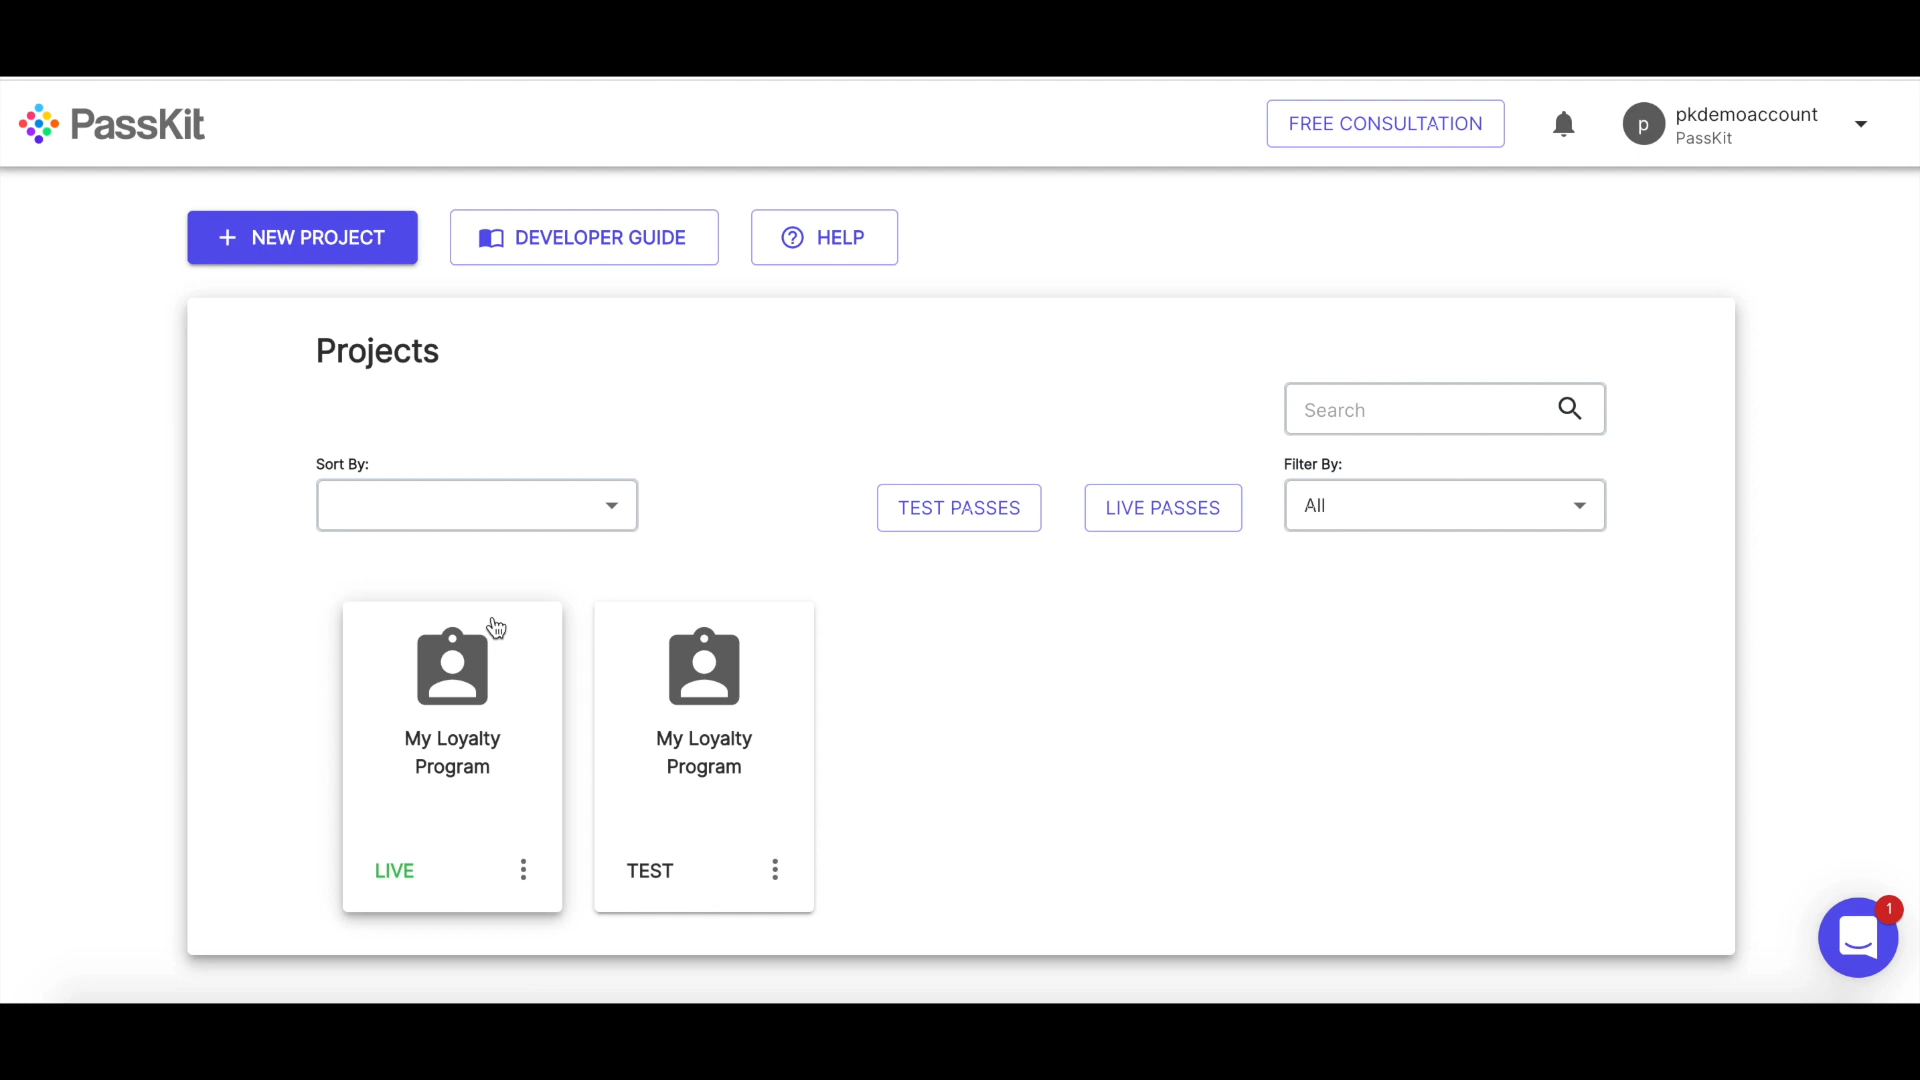 PassKit
FREE CONSULTATION
p
pkdemoaccount
PassKit
NEW PROJECT
DEVELOPER GUIDE
HELP
Projects
Search
Sort By:
Filter By:
TEST PASSES
LIVE PASSES
All
My Loyalty
Program
LIVE
My Loyalty
Program
TEST
1